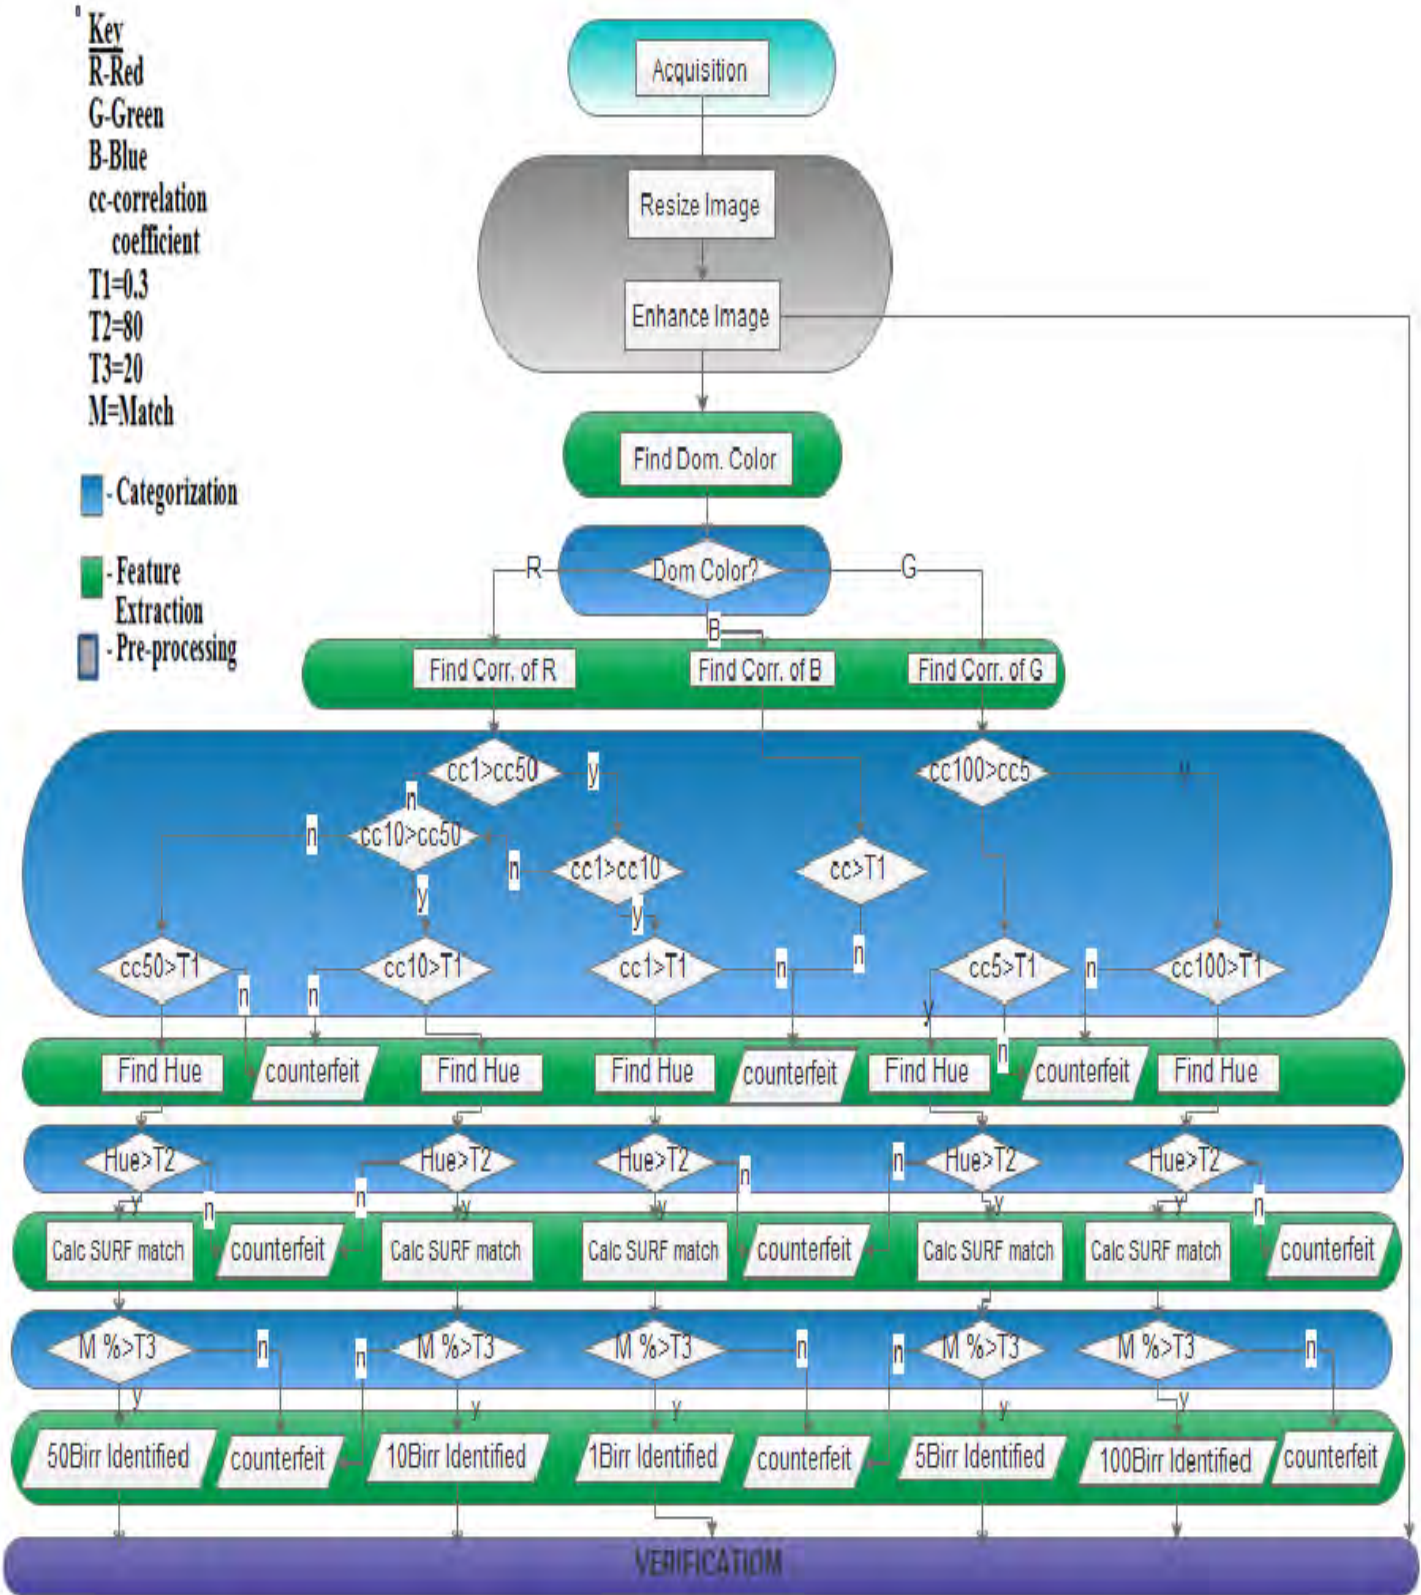 Key
R-Red
G-Green
B-Blue
cc-correlation
coefficient
T1=0.3
T2=80
T3=20
M=Match
- Categorization
- Feature
Extraction
- Pre-processing
Acquisition
Resize Image
Enhance Image
Find Dom. Color
Dom Color?
R
G
B
Find Corr. of R
Find Corr. of B
Find Corr. of G
cc1>cc50
y
cc100>cc5
y
n
cc10>cc50
n
n
cc1>cc10
cc>T1
y
y
n
cc50>T1
cc10>T1
cc1>T1
n
cc5>T1
n
cc100>T1
n
n
y
n
Find Hue
counterfeit
Find Hue
Find Hue
counterfeit
Find Hue
counterfeit
Find Hue
Hue>T2
Hue>T2
Hue>T2
n
n
Hue>T2
Hue>T2
y
n
n
y
y
y
y
n
Calc SURF match
counterfeit
Calc SURF match
Calc SURF match
counterfeit
Calc SURF match
Calc SURF match
counterfeit
M %>T3
n
n
M %>T3
M %>T3
n
n
M %>T3
M %>T3
n
y
y
y
y
y
50Birr Identified
counterfeit
10Birr Identified
1Birr Identified
counterfeit
5Birr Identified
100Birr Identified
counterfeit
VERIFICATIOM